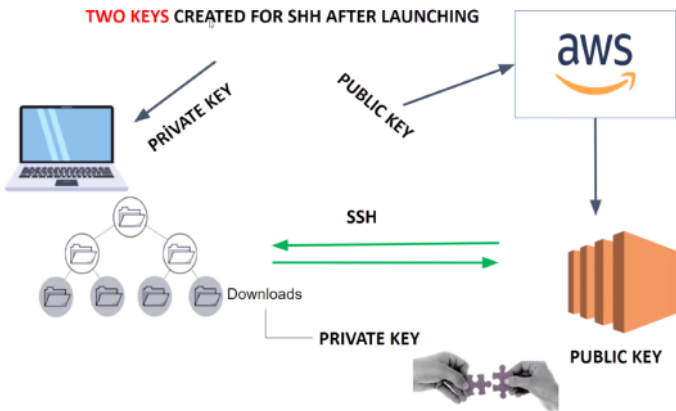 TWO KEYS CREATED FOR SHH AFTER LAUNCHING
PRİVATE KEY
PUBLIC KEY
aws
SSH
Downloads
PRIVATE KEY
PUBLIC KEY